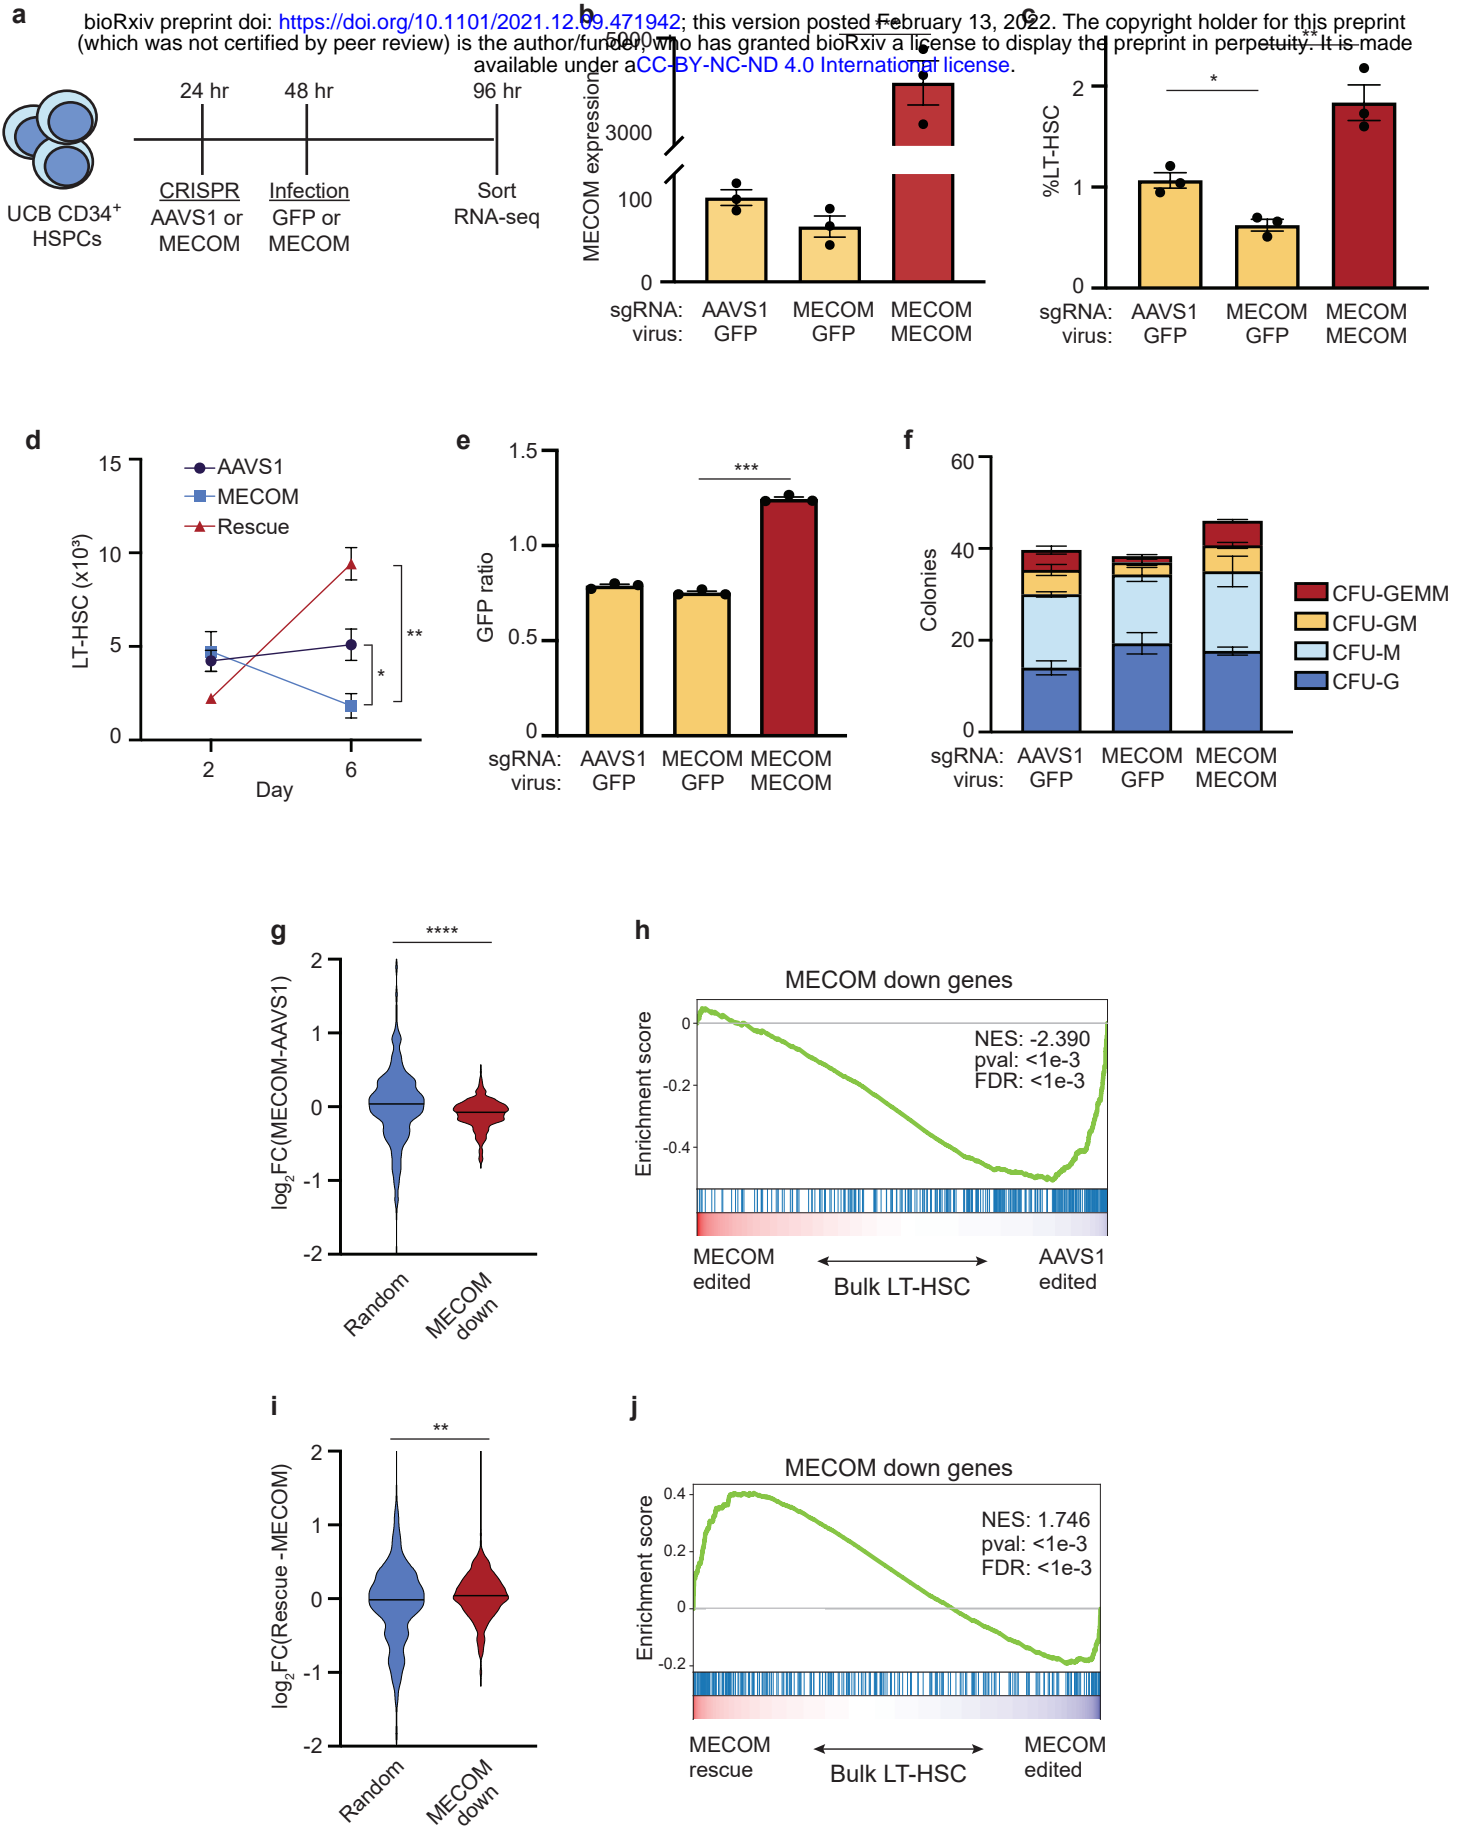 bioRxiv preprint doi: https://doi.org/10.1101/2021.12.09.471942; this version posted February 13, 2022. The copyright holder for this preprint
(which was not certified by peer review) is the author/funder, who has granted bioRxiv a license to display the preprint in perpetuity. It is made
available under aCC-BY-NC-ND 4.0 International license.
a
24 hr 48 hr 96 hr
CRISPR Infection Sort
AAVS1 or GFP or RNA-seq
MECOM MECOM
UCB CD34+
HSPCs
b
MECOM expression
5000
3000
100
0
sgRNA: AAVS1 MECOM MECOM
virus: GFP GFP MECOM
c
%LT-HSC
2
1
0
*
**
sgRNA: AAVS1 MECOM MECOM
virus: GFP GFP MECOM
d
LT-HSC (x10³)
15
10
5
0
AAVS1
MECOM
Rescue
*
**
2 6
Day
e
GFP ratio
1.5
1.0
0.5
0
***
sgRNA: AAVS1 MECOM MECOM
virus: GFP GFP MECOM
f
Colonies
60
40
20
0
CFU-GEMM
CFU-GM
CFU-M
CFU-G
sgRNA: AAVS1 MECOM MECOM
virus: GFP GFP MECOM
g
log₂FC(MECOM-AAVS1)
****
2
1
0
-1
-2
Random
MECOM
down
h
MECOM down genes
Enrichment score
0
-0.2
-0.4
NES: -2.390
pval: <1e-3
FDR: <1e-3
MECOM
edited
Bulk LT-HSC
AAVS1
edited
i
log₂FC(Rescue -MECOM)
**
2
1
0
-1
-2
Random
MECOM
down
j
MECOM down genes
Enrichment score
0.4
0.2
0
-0.2
NES: 1.746
pval: <1e-3
FDR: <1e-3
MECOM
rescue
Bulk LT-HSC
MECOM
edited